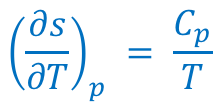 (∂s/∂T)_p = C_p/T